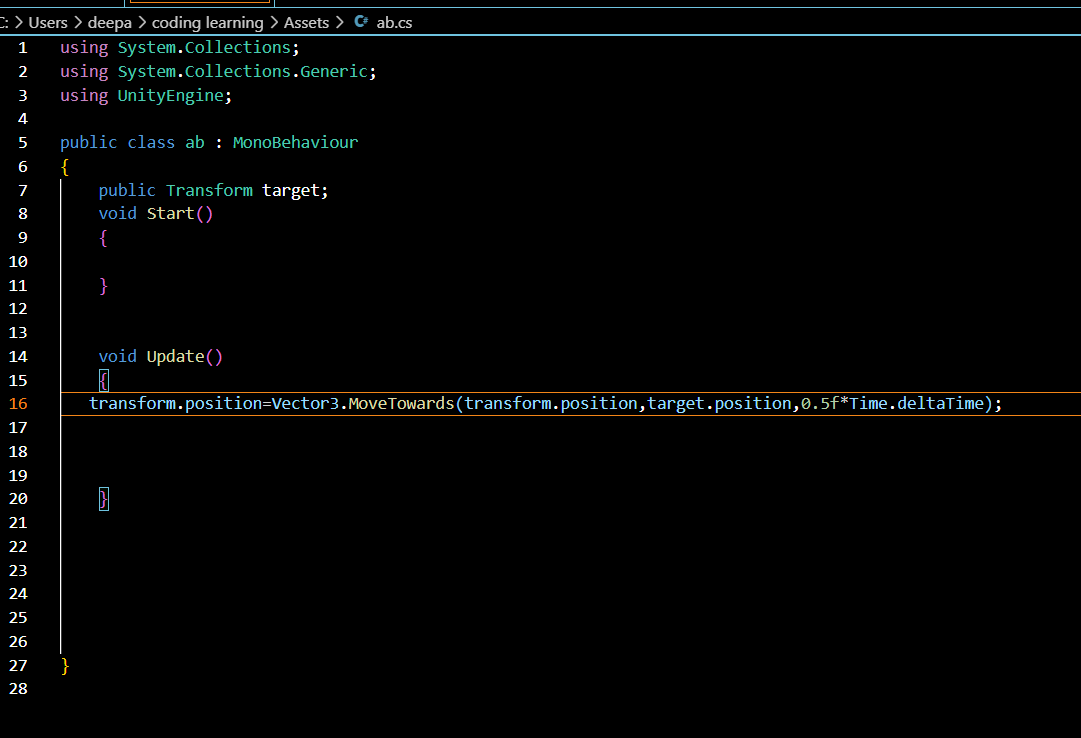 C: > Users > deepa > coding learning > Assets > C# ab.cs
1 using System.Collections;
2 using System.Collections.Generic;
3 using UnityEngine;
4
5 public class ab : MonoBehaviour
6 {
7 public Transform target;
8 void Start()
9 {
10
11 }
12
13
14 void Update()
15 {
16 transform.position=Vector3.MoveTowards(transform.position,target.position,0.5f*Time.deltaTime);
17
18
19
20 }
21
22
23
24
25
26
27 }
28